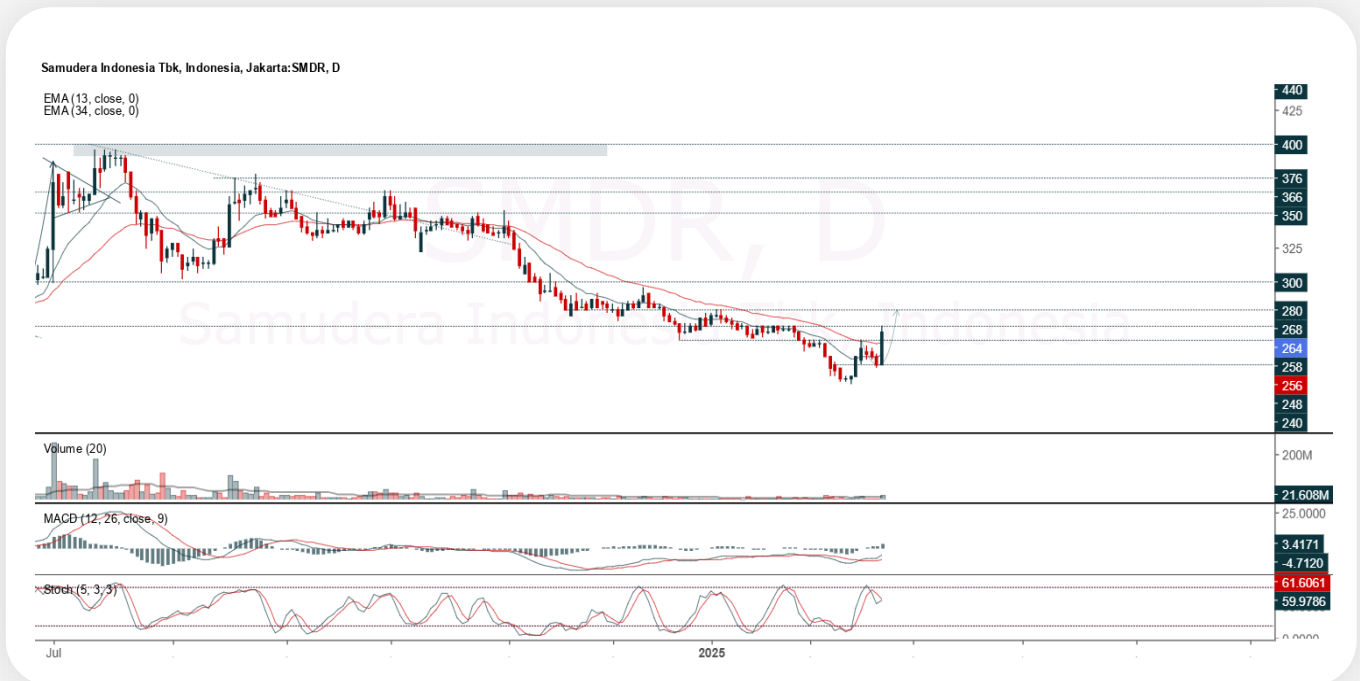 Samudera Indonesia Tbk, Indonesia, Jakarta:SMDR, D
EMA (13, close, 0)
EMA (34, close, 0)
SMDR, D
Samudera Indonesia Tbk, Indonesia
440
425
400
376
366
350
325
300
280
268
264
258
256
248
240
Volume (20)
200M
21.608M
MACD (12, 26, close, 9)
25.0000
3.4171
-4.7120
Stoch (5, 3, 3)
61.6061
59.9786
0.0000
Jul
2025